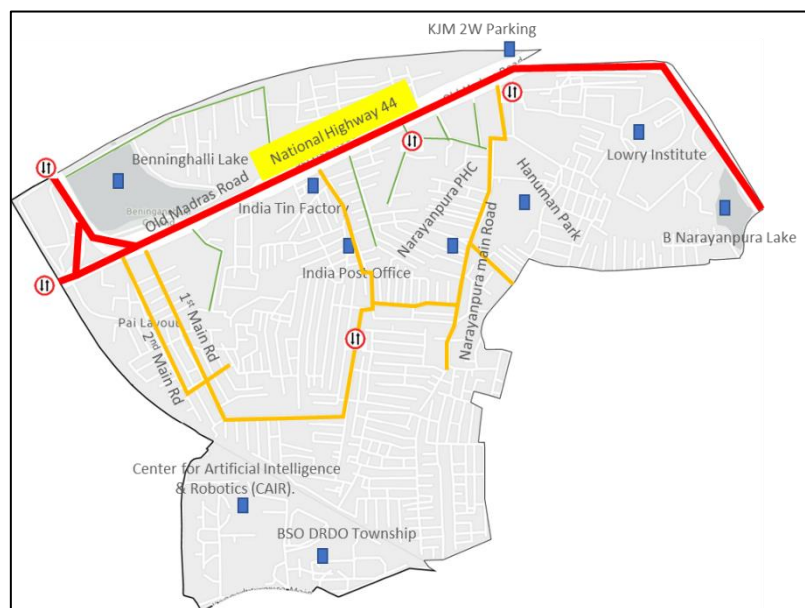 KJM 2W Parking
National Highway 44
Benninghalli Lake
Old Madras Road
Lowry Institute
India Tin Factory
Narayanpura PHC
Hanuman Park
B Narayanpura Lake
India Post Office
Narayanpura main Road
1st Main Rd
Pai Layout
2nd Main Rd
Center for Artificial Intelligence
& Robotics (CAIR).
BSO DRDO Township